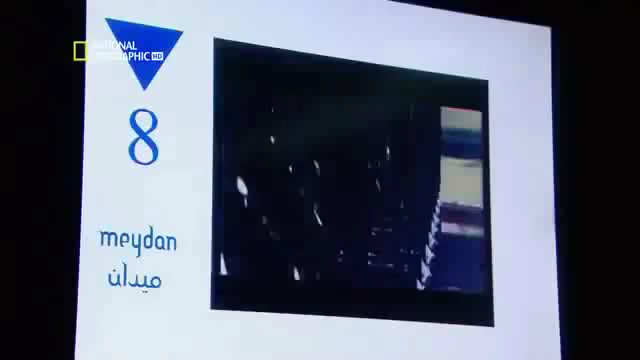 NATIONAL
GEOGRAPHIC HD
8
meydan
ميدان